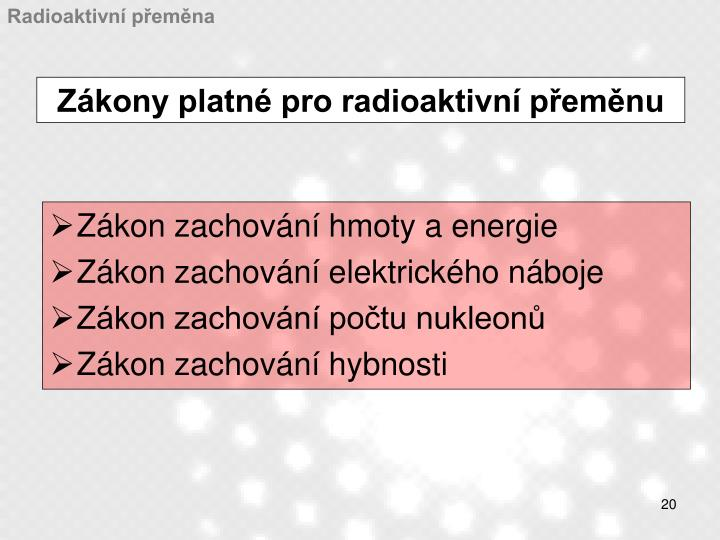 Radioaktivní přeměna
Zákony platné pro radioaktivní přeměnu
➢Zákon zachování hmoty a energie
➢Zákon zachování elektrického náboje
➢Zákon zachování počtu nukleonů
➢Zákon zachování hybnosti
20